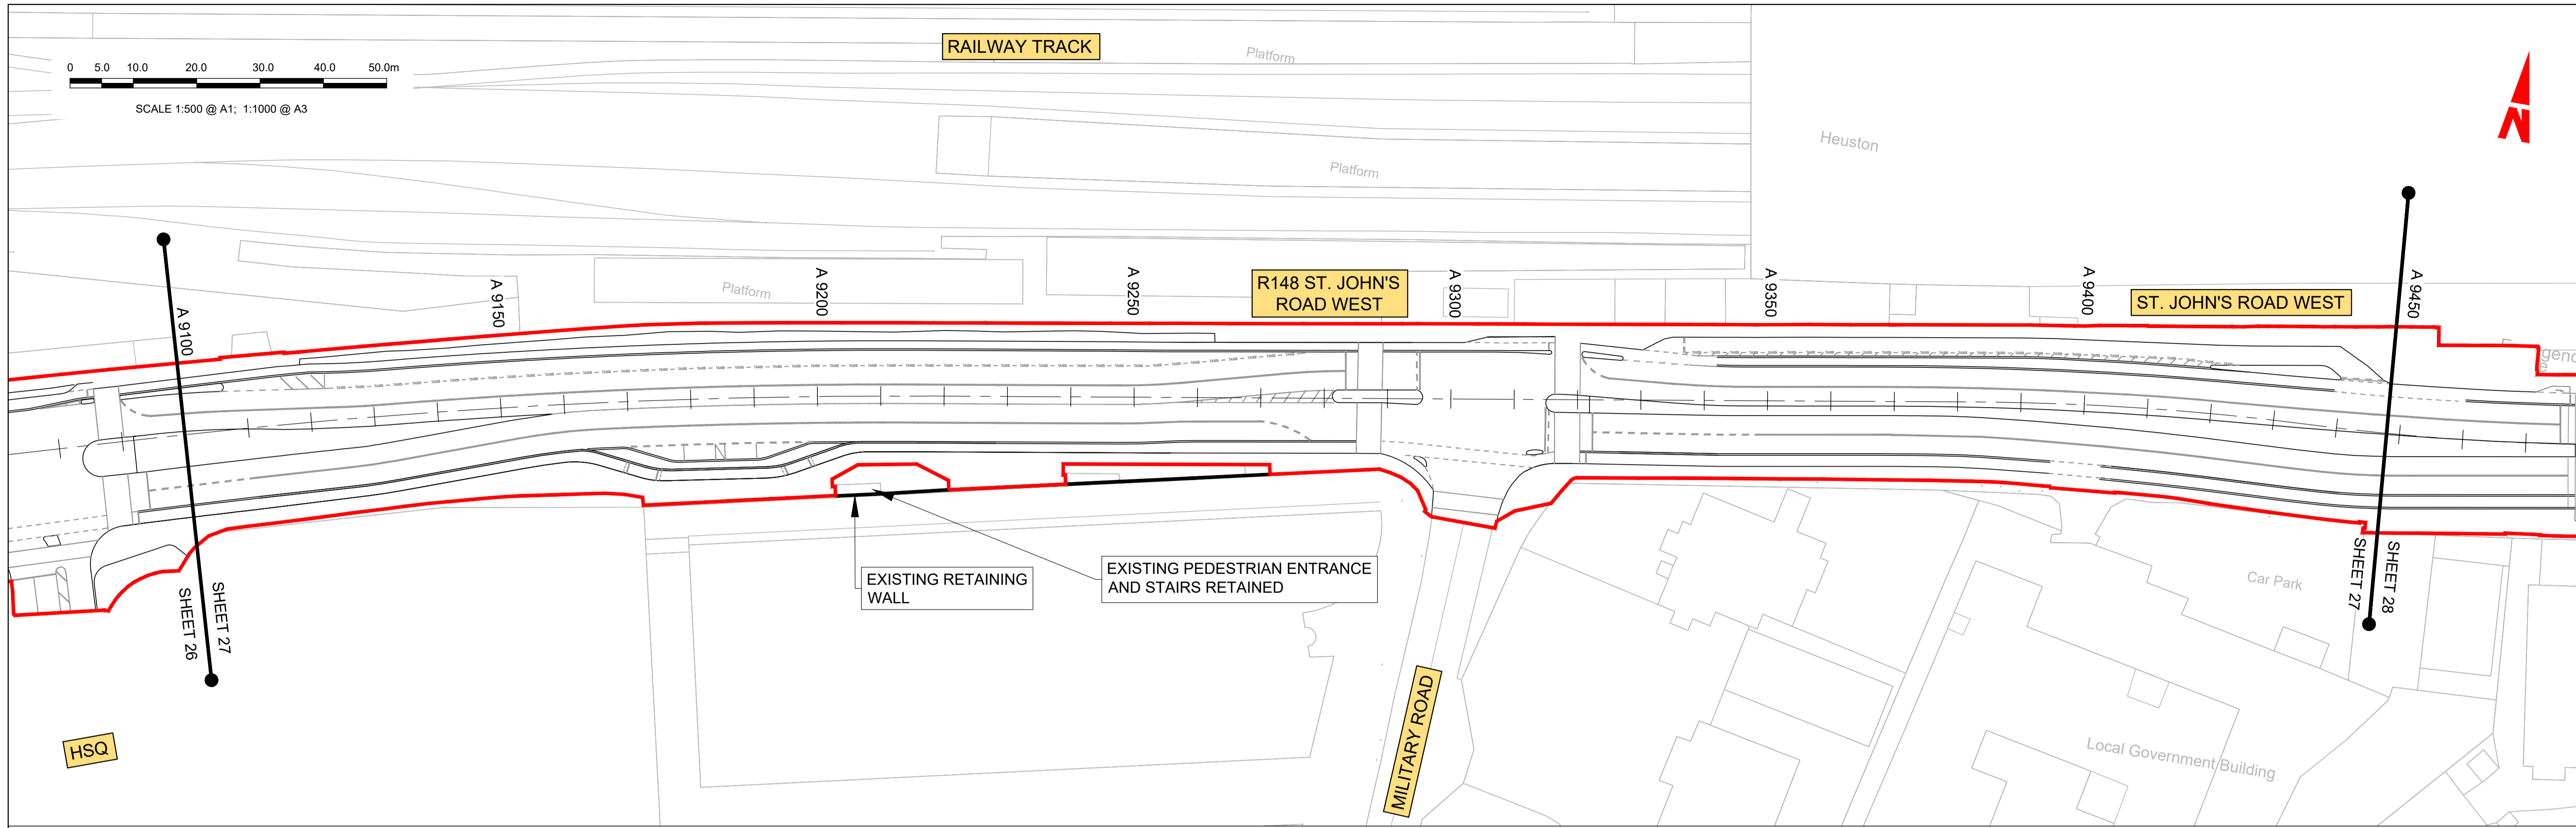 RAILWAY TRACK
Platform
0 5.0 10.0 20.0 30.0 40.0 50.0m
SCALE 1:500 @ A1; 1:1000 @ A3
N
Heuston
Platform
A 9100
A 9150
Platform
A 9200
A 9250
R148 ST. JOHN'S
ROAD WEST
A 9300
A 9350
A 9400
ST. JOHN'S ROAD WEST
A 9450
SHEET 26
SHEET 27
EXISTING RETAINING
WALL
EXISTING PEDESTRIAN ENTRANCE
AND STAIRS RETAINED
SHEET 27
SHEET 28
Car Park
HSQ
MILITARY ROAD
Local Government Building